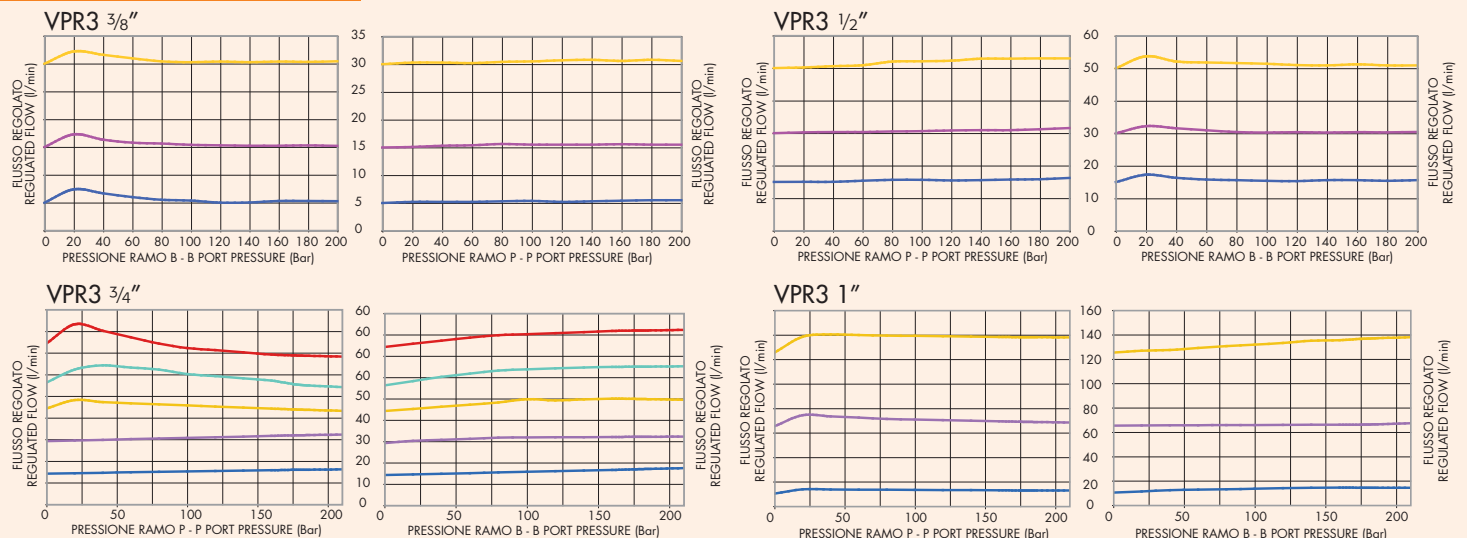 VPR3 3/8"
FLUSSO REGOLATO
REGULATED FLOW (l/min)
0 20 40 60 80 100 120 140 160 180 200
PRESSIONE RAMO B - B PORT PRESSURE (Bar)
35
30
25
20
15
10
5
0
0 20 40 60 80 100 120 140 160 180 200
PRESSIONE RAMO P - P PORT PRESSURE (Bar)
FLUSSO REGOLATO
REGULATED FLOW (l/min)
VPR3 1/2"
FLUSSO REGOLATO
REGULATED FLOW (l/min)
0 20 40 60 80 100 120 140 160 180 200
PRESSIONE RAMO P - P PORT PRESSURE (Bar)
60
50
40
30
20
10
0
0 20 40 60 80 100 120 140 160 180 200
PRESSIONE RAMO B - B PORT PRESSURE (Bar)
FLUSSO REGOLATO
REGULATED FLOW (l/min)
VPR3 3/4"
FLUSSO REGOLATO
REGULATED FLOW (l/min)
0 50 100 150 200
PRESSIONE RAMO P - P PORT PRESSURE (Bar)
60
60
60
60
50
30
20
10
0
0 50 100 150 200
PRESSIONE RAMO B - B PORT PRESSURE (Bar)
FLUSSO REGOLATO
REGULATED FLOW (l/min)
VPR3 1"
FLUSSO REGOLATO
REGULATED FLOW (l/min)
0 50 100 150 200
PRESSIONE RAMO P - P PORT PRESSURE (Bar)
160
140
120
100
80
60
40
20
0
0 50 100 150 200
PRESSIONE RAMO B - B PORT PRESSURE (Bar)
FLUSSO REGOLATO
REGULATED FLOW (l/min)